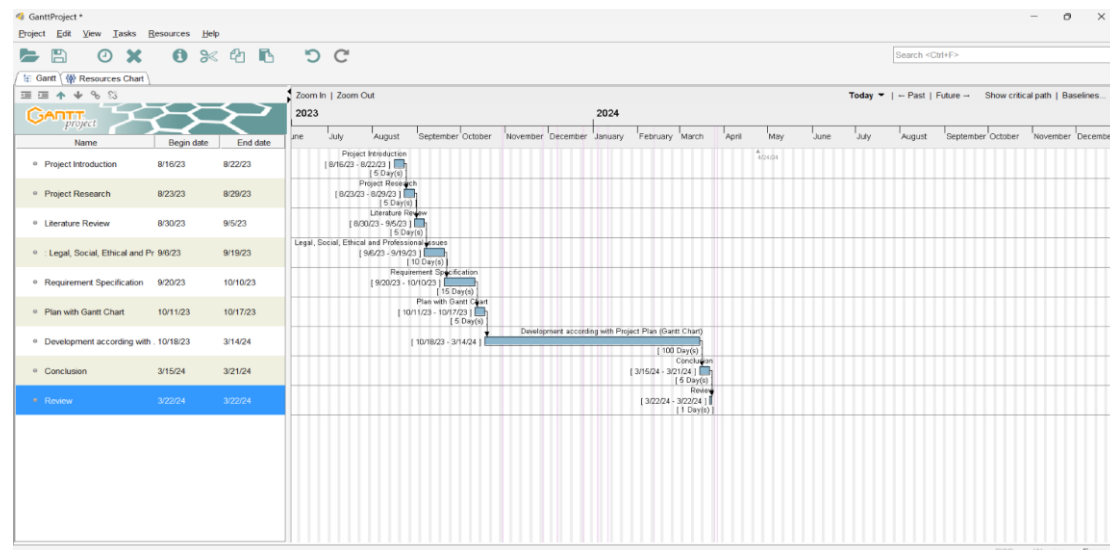 GanttProject *
Project Edit View Tasks Resources Help
Search <Ctrl+F>
Gantt Resources Chart
Zoom In | Zoom Out Today | ← Past | Future → Show critical path | Baselines...
GANTT project
2023 2024
Name Begin date End date
June July August September October November December January February March April May June July August September October November Decembe
4/24/24
Project Introduction 8/16/23 8/22/23
Project Introduction
[ 8/16/23 - 8/22/23 ]
[ 5 Day(s) ]
Project Research 8/23/23 8/29/23
Project Research
[ 8/23/23 - 8/29/23 ]
[ 5 Day(s) ]
Literature Review 8/30/23 9/5/23
Literature Review
[ 8/30/23 - 9/5/23 ]
[ 5 Day(s) ]
: Legal, Social, Ethical and Pr 9/6/23 9/19/23
Legal, Social, Ethical and Professional Issues
[ 9/6/23 - 9/19/23 ]
[ 10 Day(s) ]
Requirement Specification 9/20/23 10/10/23
Requirement Specification
[ 9/20/23 - 10/10/23 ]
[ 15 Day(s) ]
Plan with Gantt Chart 10/11/23 10/17/23
Plan with Gantt Chart
[ 10/11/23 - 10/17/23 ]
[ 5 Day(s) ]
Development according with . 10/18/23 3/14/24
Development according with Project Plan (Gantt Chart)
[ 10/18/23 - 3/14/24 ]
[ 100 Day(s) ]
Conclusion 3/15/24 3/21/24
Conclusion
[ 3/15/24 - 3/21/24 ]
[ 5 Day(s) ]
Review 3/22/24 3/22/24
Review
[ 3/22/24 - 3/22/24 ]
[ 1 Day(s) ]